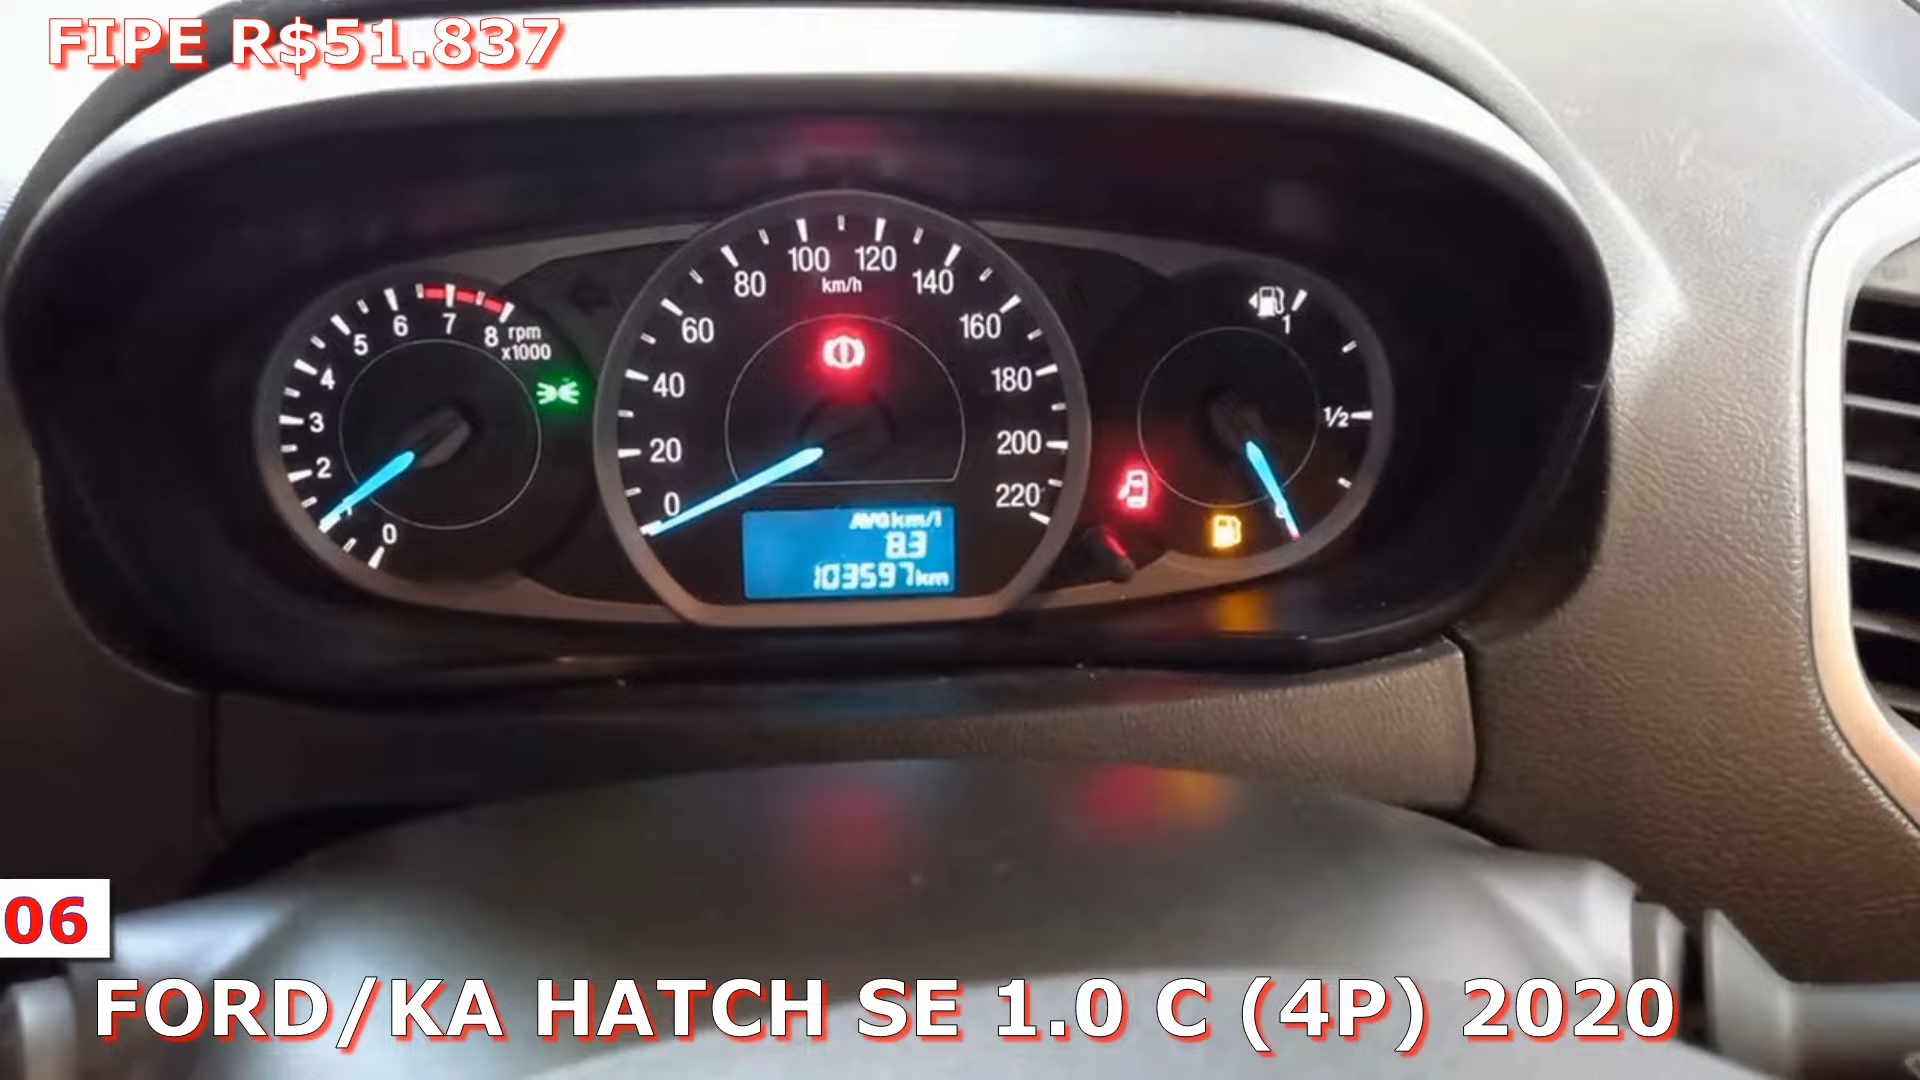 FIPE R$51.837
80 100 120 140
km/h
60 160
40 180
20 200
0 220
5 6 7 8 rpm
x1000
4
3
2
1
0
1
1/2
0
AVG km/l
8.3
103597km
06
FORD/KA HATCH SE 1.0 C (4P) 2020